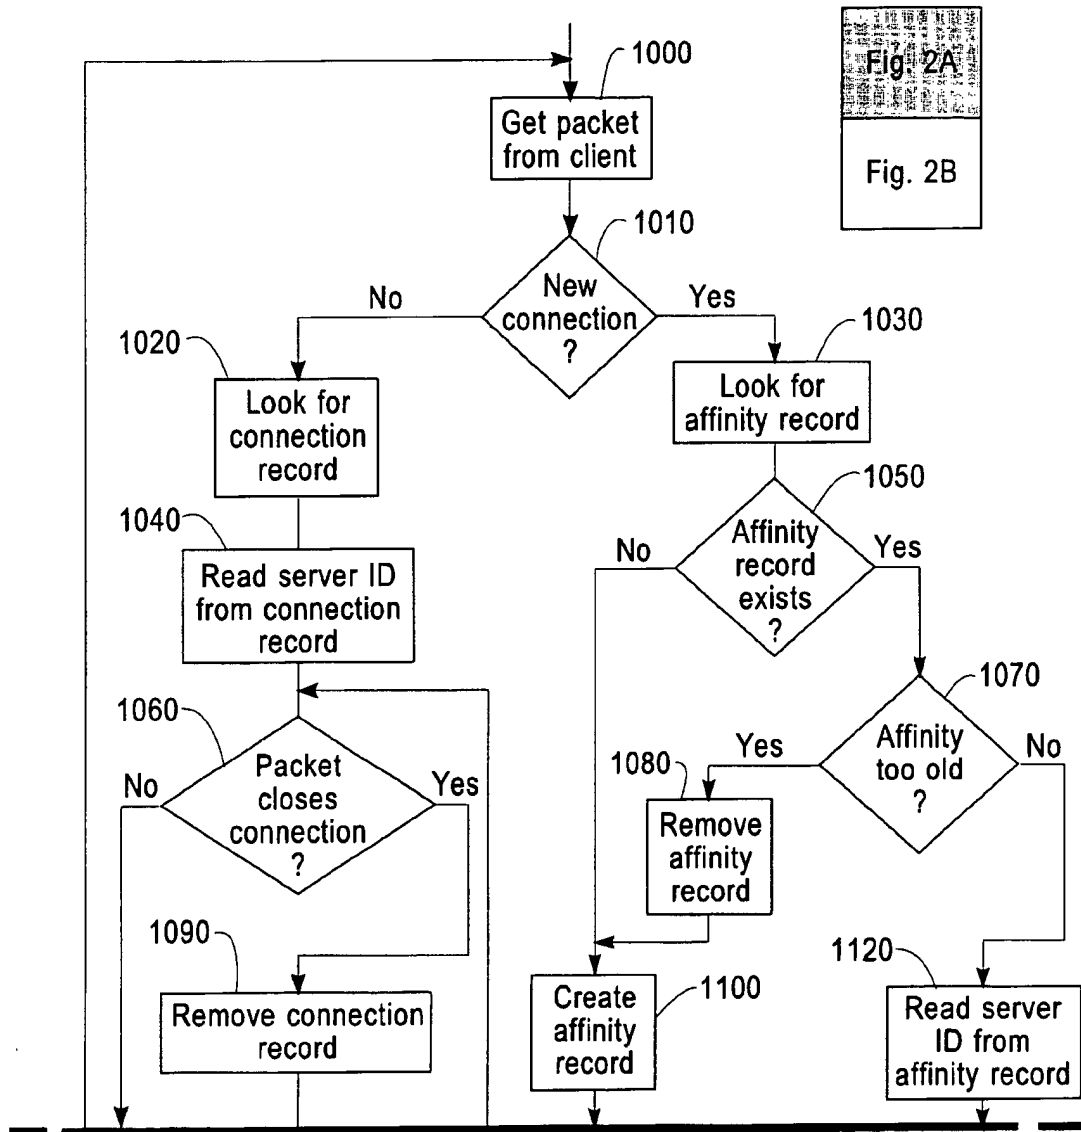 1000
Fig. 2A
Get packet
from client
Fig. 2B
1010
New
connection
?
No
Yes
1020
1030
Look for
connection
record
Look for
affinity record
1040
1050
Read server ID
from connection
record
Affinity
record
exists
?
No
Yes
1060
1070
Packet
closes
connection
?
No
Yes
Affinity
too old
?
Yes
No
1080
Remove
affinity
record
1090
Remove connection
record
1100
Create
affinity
record
1120
Read server
ID from
affinity record